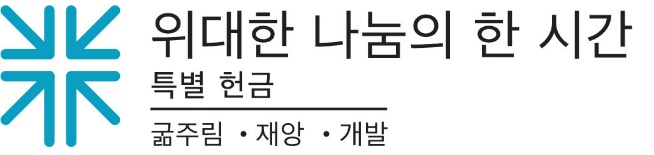 위대한 나눔의 한 시간
특별 헌금
굶주림 • 재앙 • 개발